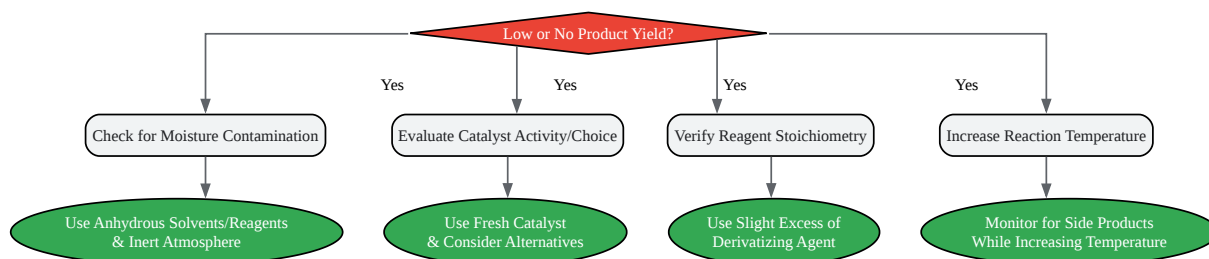 Low or No Product Yield?
Yes
Yes
Yes
Yes
Check for Moisture Contamination
Evaluate Catalyst Activity/Choice
Verify Reagent Stoichiometry
Increase Reaction Temperature
Use Anhydrous Solvents/Reagents
& Inert Atmosphere
Use Fresh Catalyst
& Consider Alternatives
Use Slight Excess of
Derivatizing Agent
Monitor for Side Products
While Increasing Temperature